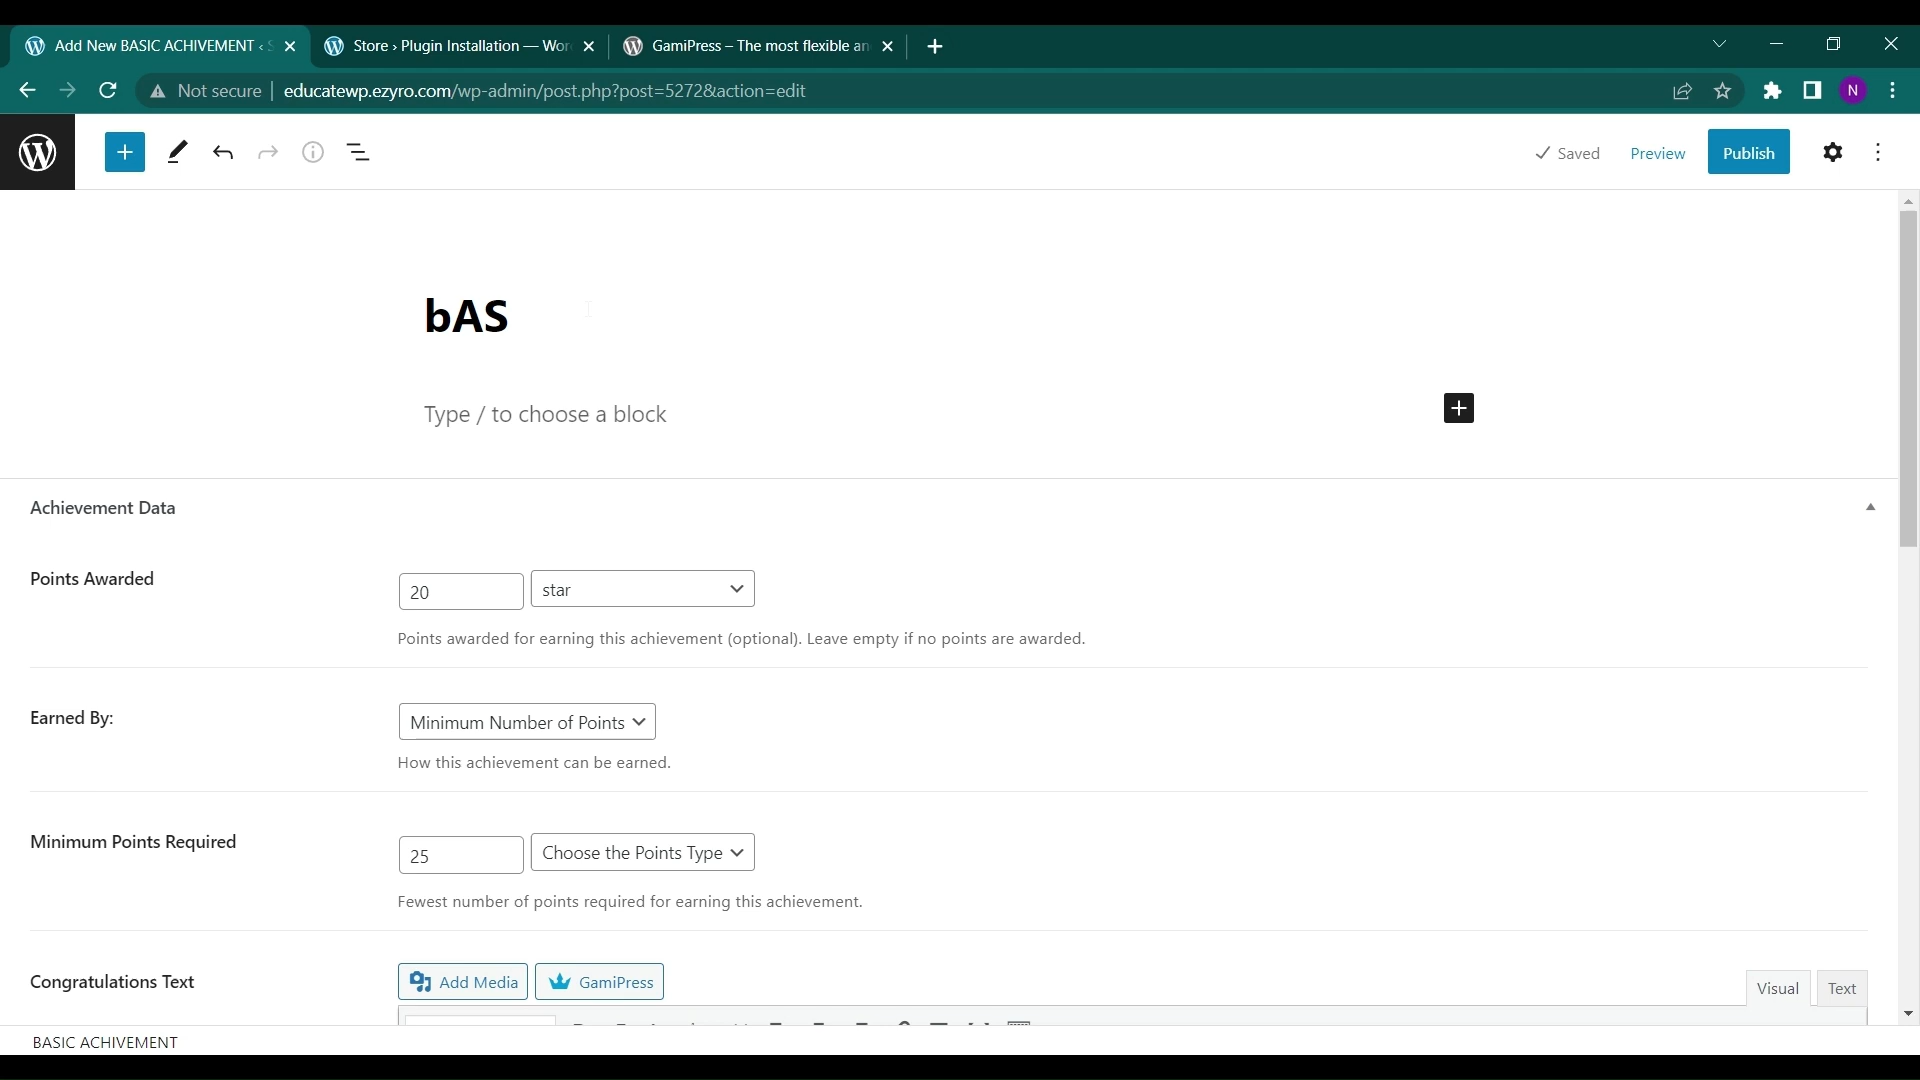 Add New BASIC ACHIVEMENT ‹ S
Store › Plugin Installation — Wor
GamiPress – The most flexible an
Not secure
educatewp.ezyro.com/wp-admin/post.php?post=5272&action=edit
N
Saved
Preview
Publish
bAS
Type / to choose a block
Achievement Data
Points Awarded
20
star
Points awarded for earning this achievement (optional). Leave empty if no points are awarded.
Earned By:
Minimum Number of Points
How this achievement can be earned.
Minimum Points Required
25
Choose the Points Type
Fewest number of points required for earning this achievement.
Congratulations Text
Add Media
GamiPress
Visual
Text
BASIC ACHIVEMENT